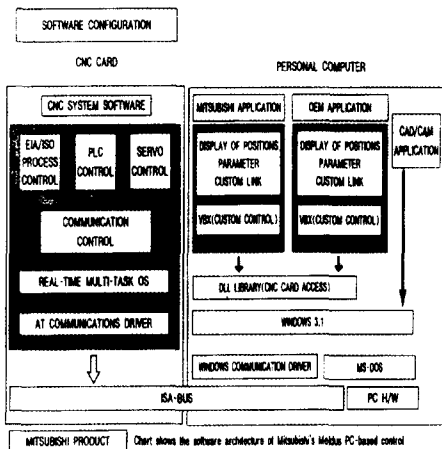 SOFTWARE CONFIGURATION
CNC CARD
PERSONAL COMPUTER
CNC SYSTEM SOFTWARE
EIA/ISO
PROCESS
CONTROL
PLC
CONTROL
SERVO
CONTROL
COMMUNICATION
CONTROL
REAL-TIME MULTI-TASK OS
AT COMMUNICATIONS DRIVER
MITSUBISHI APPLICATION
DISPLAY OF POSITIONS
PARAMETER
CUSTOM LINK
VBX(CUSTOM CONTROL)
OEM APPLICATION
DISPLAY OF POSITIONS
PARAMETER
CUSTOM LINK
VBX(CUSTOM CONTROL)
CAD/CAM
APPLICATION
DLL LIBRARY(CNC CARD ACCESS)
WINDOWS 3.1
WINDOWS COMMUNICATION DRIVER
MS-DOS
ISA-BUS
PC H/W
MITSUBISHI PRODUCT
Chart shows the software architecture of Mitsubishi's Meldas PC-based control